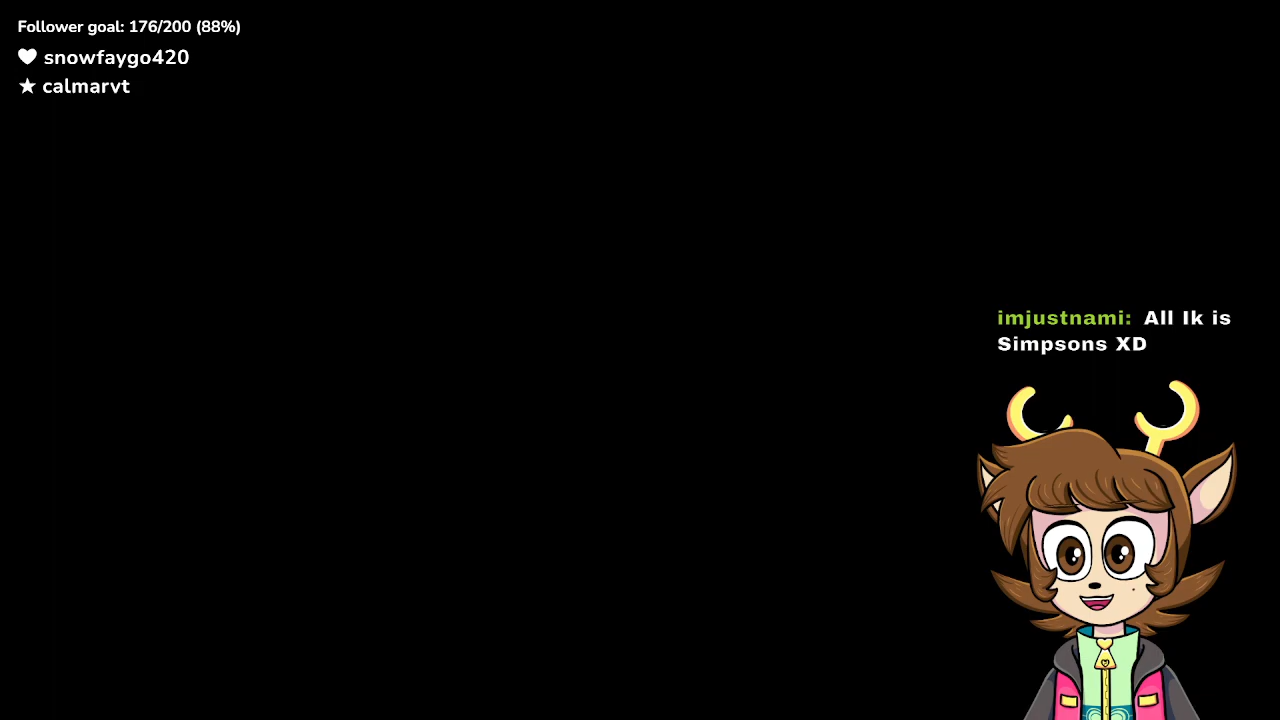 Follower goal: 176/200 (88%)
snowfaygo420
calmarvt
imjustnami: All Ik is
Simpsons XD